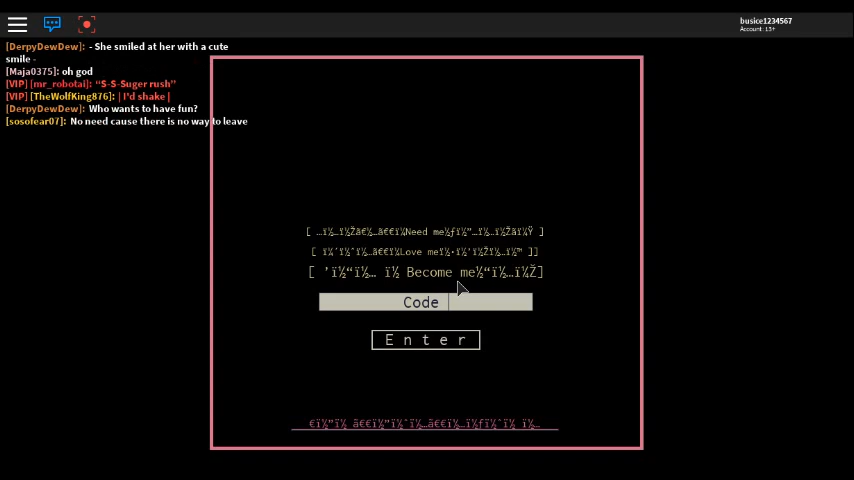 busice1234567
Account: 13+
[DerpyDewDew]: - She smiled at her with a cute
smile -
[Maja0375]: oh god
[VIP] [mr_robotai]: “S-S-Suger rush”
[VIP] [TheWolfKing876]: | I'd shake |
[DerpyDewDew]: Who wants to have fun?
[sosofear07]: No need cause there is no way to leave
Need me
Love me
Become me
Code
Enter